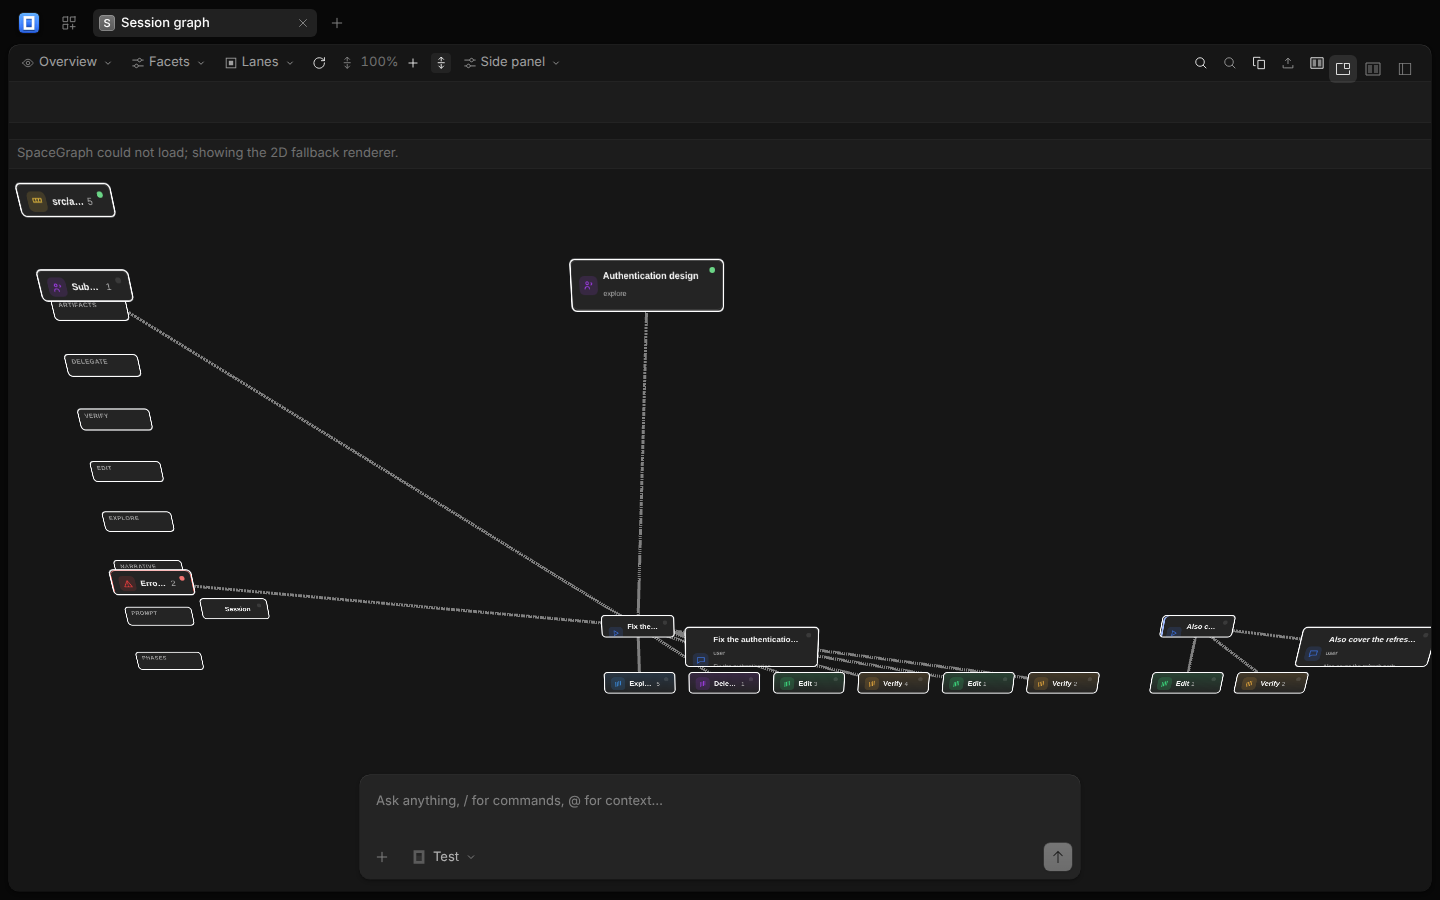 S Session graph
Overview Facets Lanes 100% Side panel
SpaceGraph could not load; showing the 2D fallback renderer.
srcla... 5
Sub... 1
ARTIFACTS
Authentication design
explore
DELEGATE
VERIFY
EDIT
EXPLORE
NARRATIVE
Erro... 2
PROMPT
Session
PHASES
Fix the...
Fix the authenticatio...
user
Expl... 5
Dele... 1
Edit 3
Verify 4
Edit 1
Verify 2
Also c...
Also cover the refres...
user
Edit 2
Verify 2
Ask anything, / for commands, @ for context...
Test